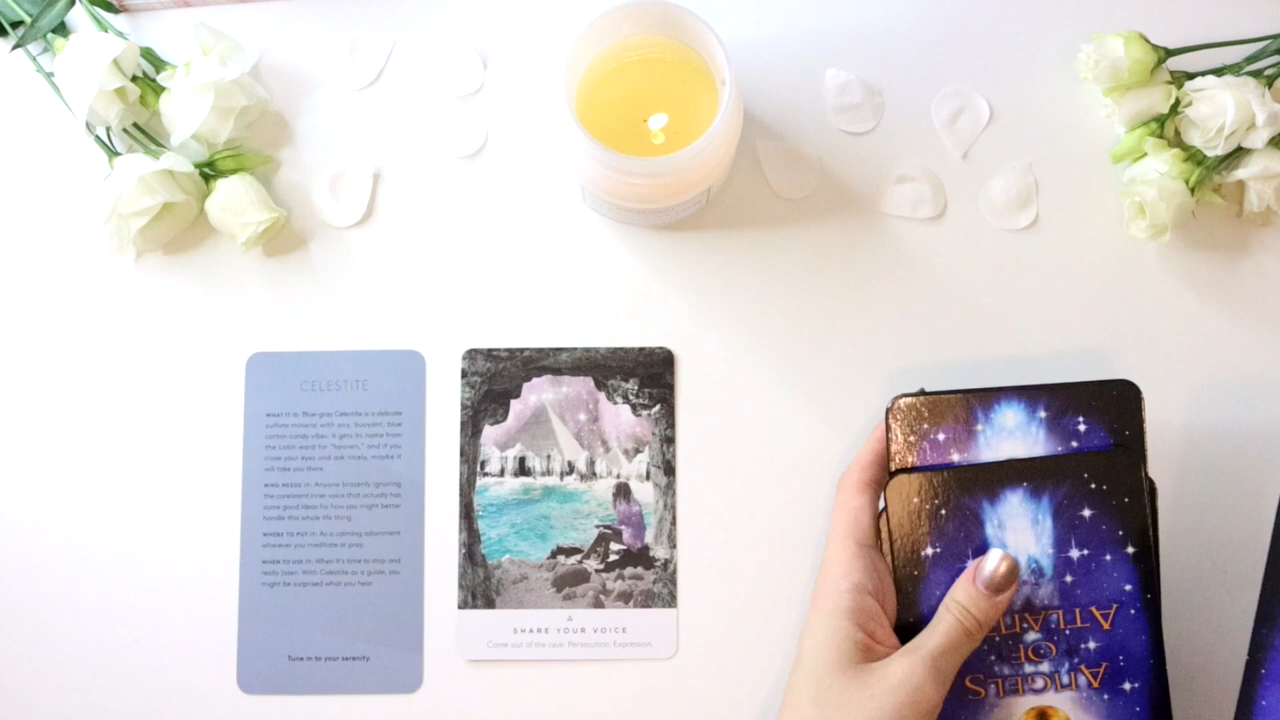 CELESTITE
WHAT IT IS: Blue-gray Celestite is a delicate
sulfate mineral with airy, buoyant, blue
cotton candy vibes. It gets its name from
the Latin word for "heaven," and if you
close your eyes and ask nicely, maybe it
will take you there.
WHO NEEDS IT: Anyone brazenly ignoring
the consistent inner voice that actually has
some good ideas for how you might better
handle this whole life thing.
WHERE TO PUT IT: As a calming adornment
wherever you meditate or pray.
WHEN TO USE IT: When it's time to stop and
really listen. With Celestite as a guide, you
might be surprised what you hear.
Tune in to your serenity.
SHARE YOUR VOICE
Come out of the cave. Persecution. Expression.
ANGELS
OF